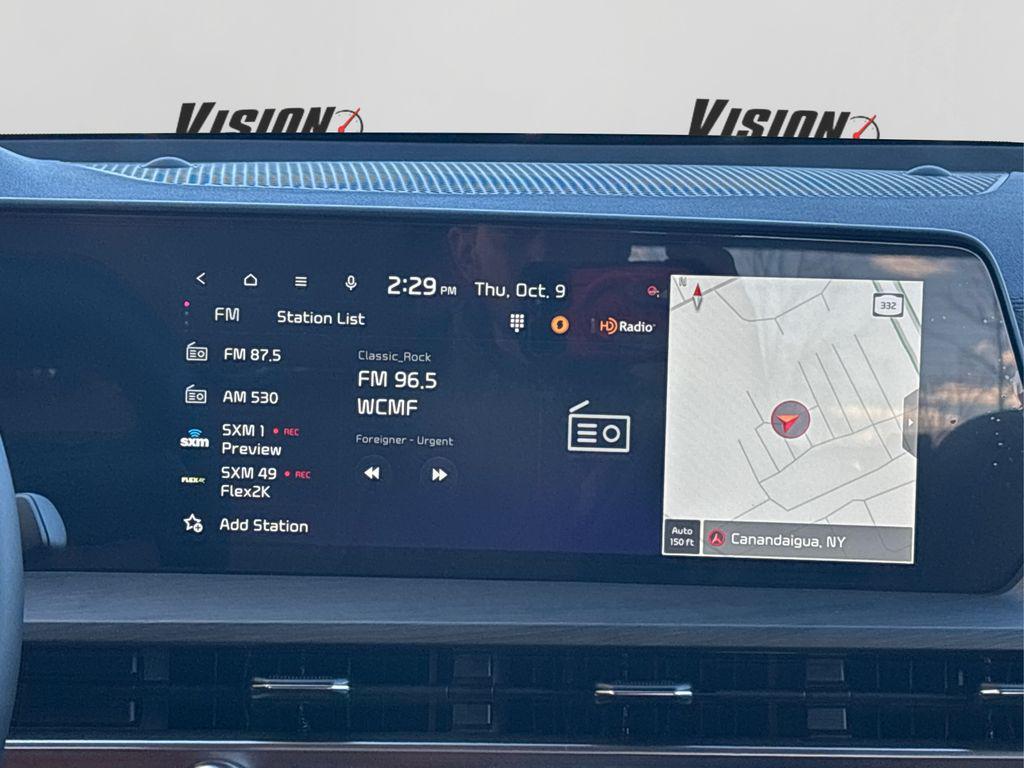 VISION
VISION
2:29 PM Thu, Oct. 9
FM Station List
HD Radio
FM 87.5
AM 530
sxm SXM 1 • REC
Preview
SXM 49 • REC
Flex2K
Add Station
Classic_Rock
FM 96.5
WCMF
Foreigner - Urgent
N
332
Auto
150 ft
Canandaigua, NY